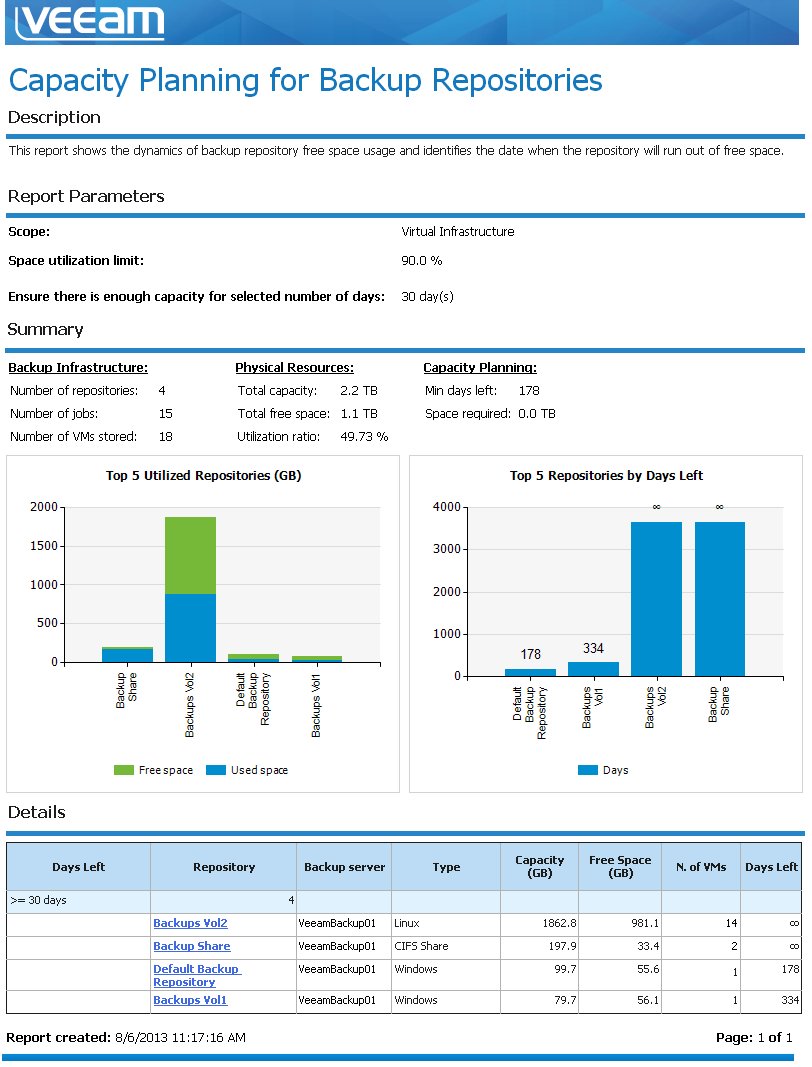 veeam
Capacity Planning for Backup Repositories
Description
This report shows the dynamics of backup repository free space usage and identifies the date when the repository will run out of free space.
Report Parameters
Scope: Virtual Infrastructure
Space utilization limit: 90.0 %
Ensure there is enough capacity for selected number of days: 30 day(s)
Summary
Backup Infrastructure: Physical Resources: Capacity Planning:
Number of repositories: 4 Total capacity: 2.2 TB Min days left: 178
Number of jobs: 15 Total free space: 1.1 TB Space required: 0.0 TB
Number of VMs stored: 18 Utilization ratio: 49.73 %
Top 5 Utilized Repositories (GB)
2000
1500
1000
500
0
Backup
Share
Backups Vol2
Default
Backup
Repository
Backups Vol1
Free space Used space
Top 5 Repositories by Days Left
4000
3000
2000
1000
0
178
334
∞
∞
Default
Backup
Repository
Backups
Vol1
Backups
Vol2
Backup
Share
Days
Details
Days Left Repository Backup server Type Capacity (GB) Free Space (GB) N. of VMs Days Left
>= 30 days 4
Backups Vol2 VeeamBackup01 Linux 1862.8 981.1 14 ∞
Backup Share VeeamBackup01 CIFS Share 197.9 33.4 2 ∞
Default Backup Repository VeeamBackup01 Windows 99.7 55.6 1 178
Backups Vol1 VeeamBackup01 Windows 79.7 56.1 1 334
Report created: 8/6/2013 11:17:16 AM Page: 1 of 1